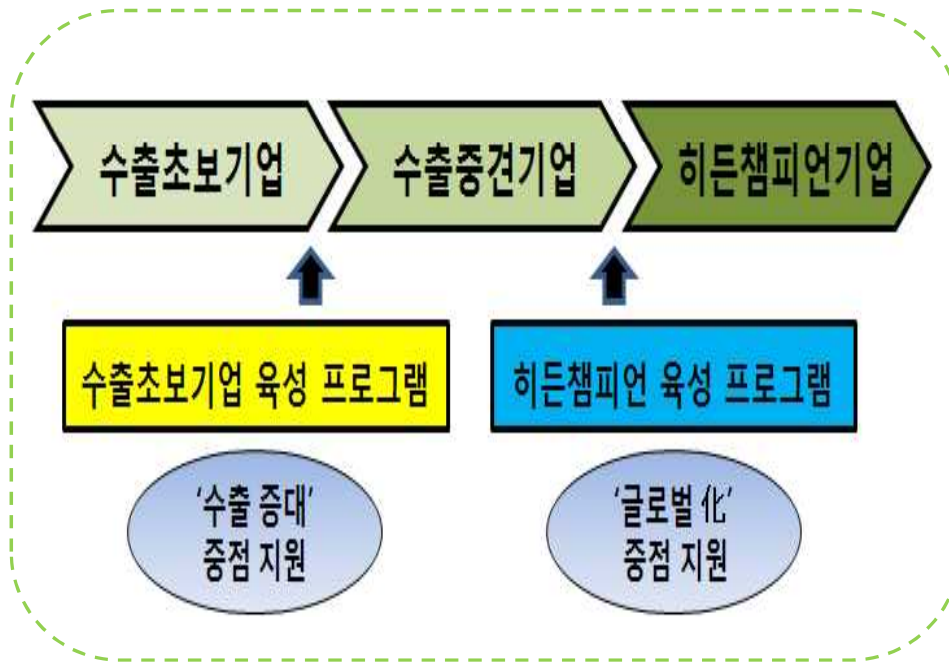 수출초보기업
수출중견기업
히든챔피언기업
수출초보기업 육성 프로그램
히든챔피언 육성 프로그램
'수출 증대'
중점 지원
'글로벌 化'
중점 지원